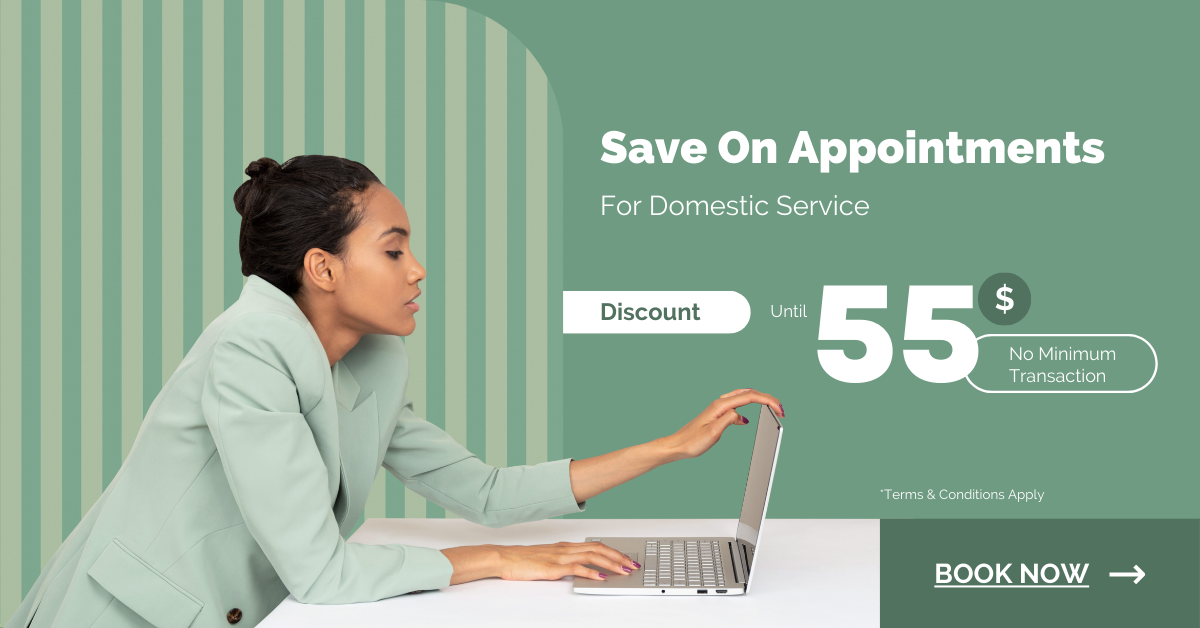 Save On Appointments
For Domestic Service
Discount
Until
55
$
No Minimum
Transaction
*Terms & Conditions Apply
BOOK NOW